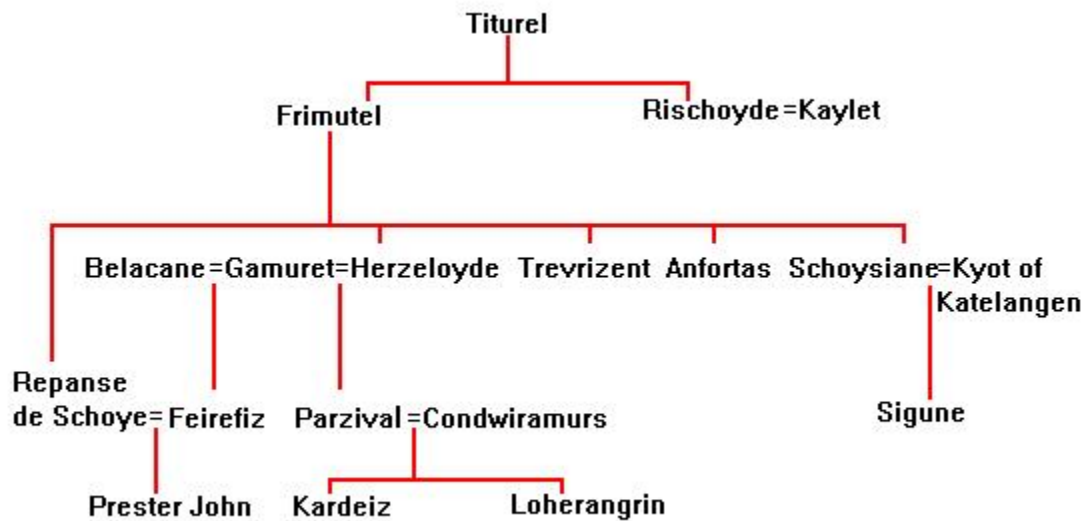 Titurel
Frimutel
Rischoyde=Kaylet
Belacane=Gamuret=Herzeloyde Trevrizent Anfortas Schoysiane=Kyot of
Katelangen
Repanse
de Schoye= Feirefiz Parzival =Condwiramurs Sigune
Prester John Kardeiz Loherangrin